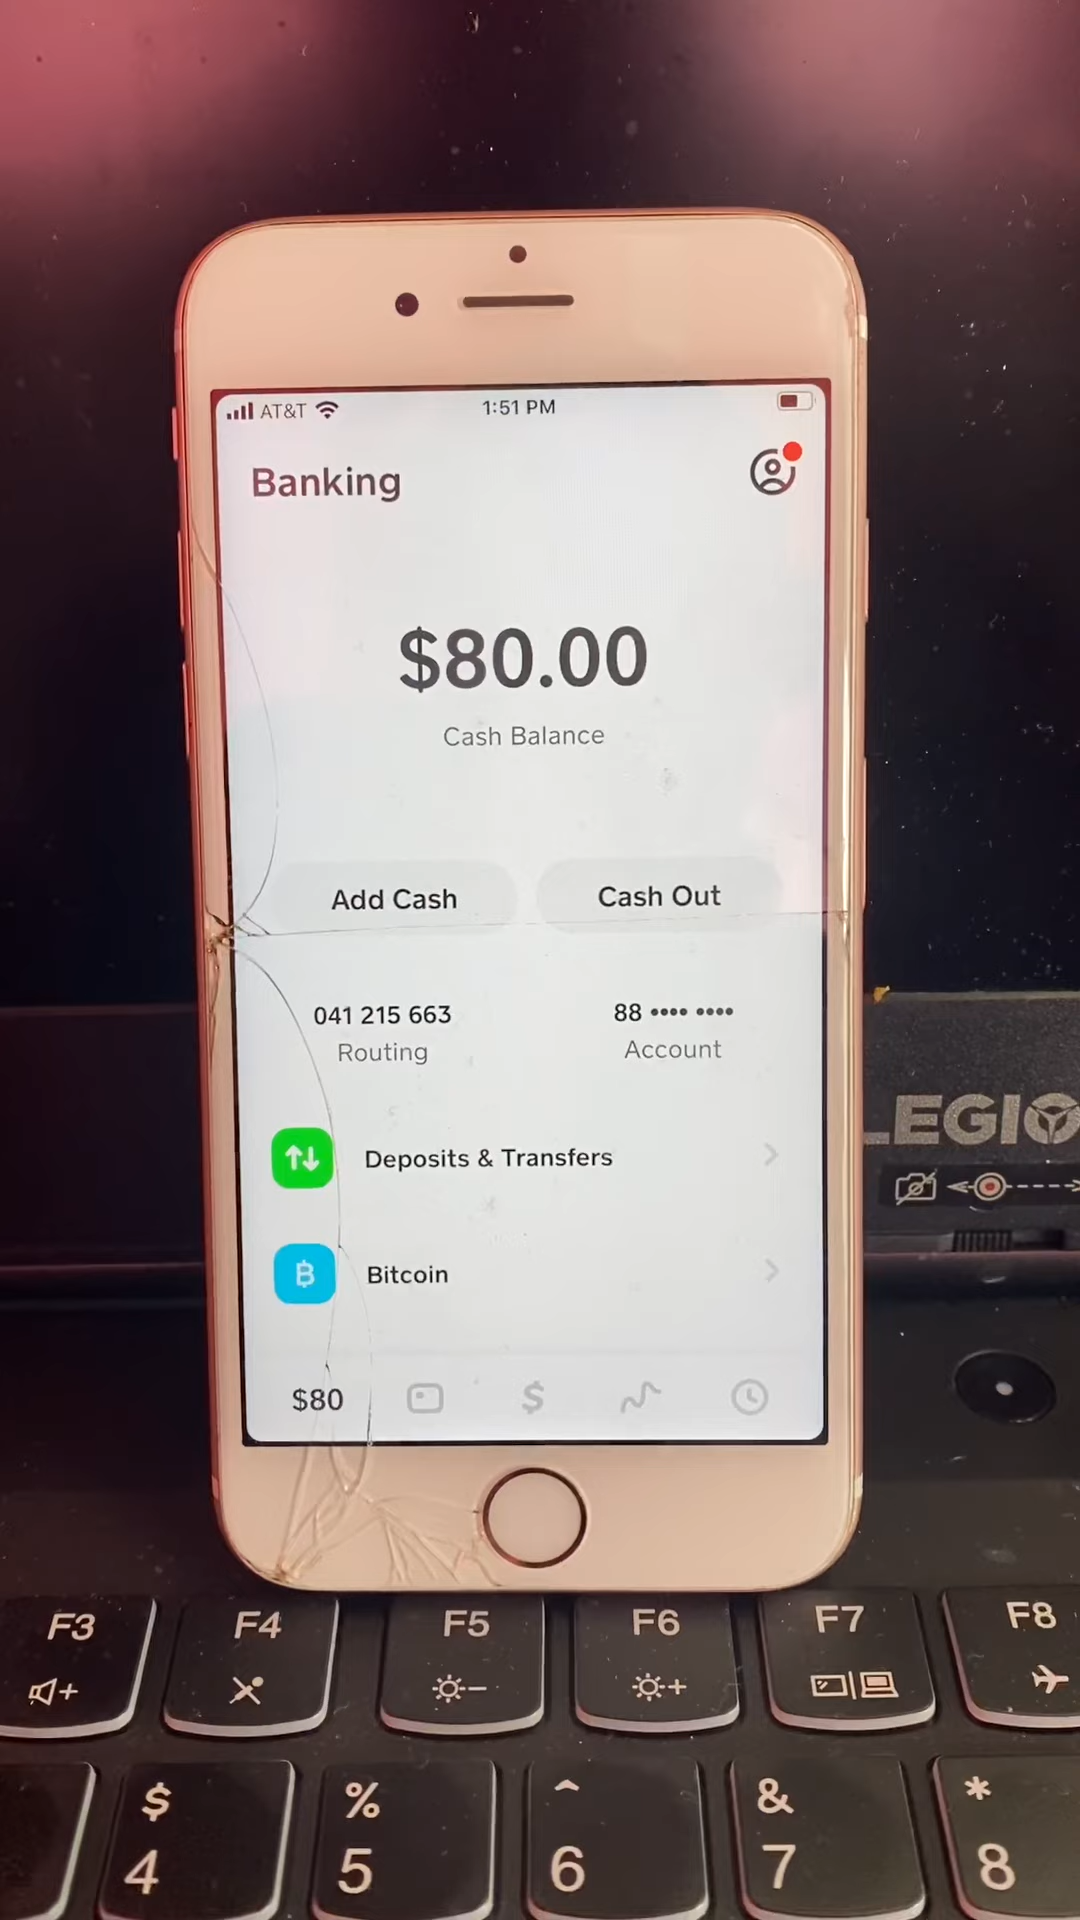 AT&T
1:51 PM
Banking
$80.00
Cash Balance
Add Cash
Cash Out
041 215 663
Routing
88 •••• ••••
Account
Deposits & Transfers
Bitcoin
$80
LEGIO
F3
F4
F5
F6
F7
F8
$
4
%
5
^
6
&
7
*
8